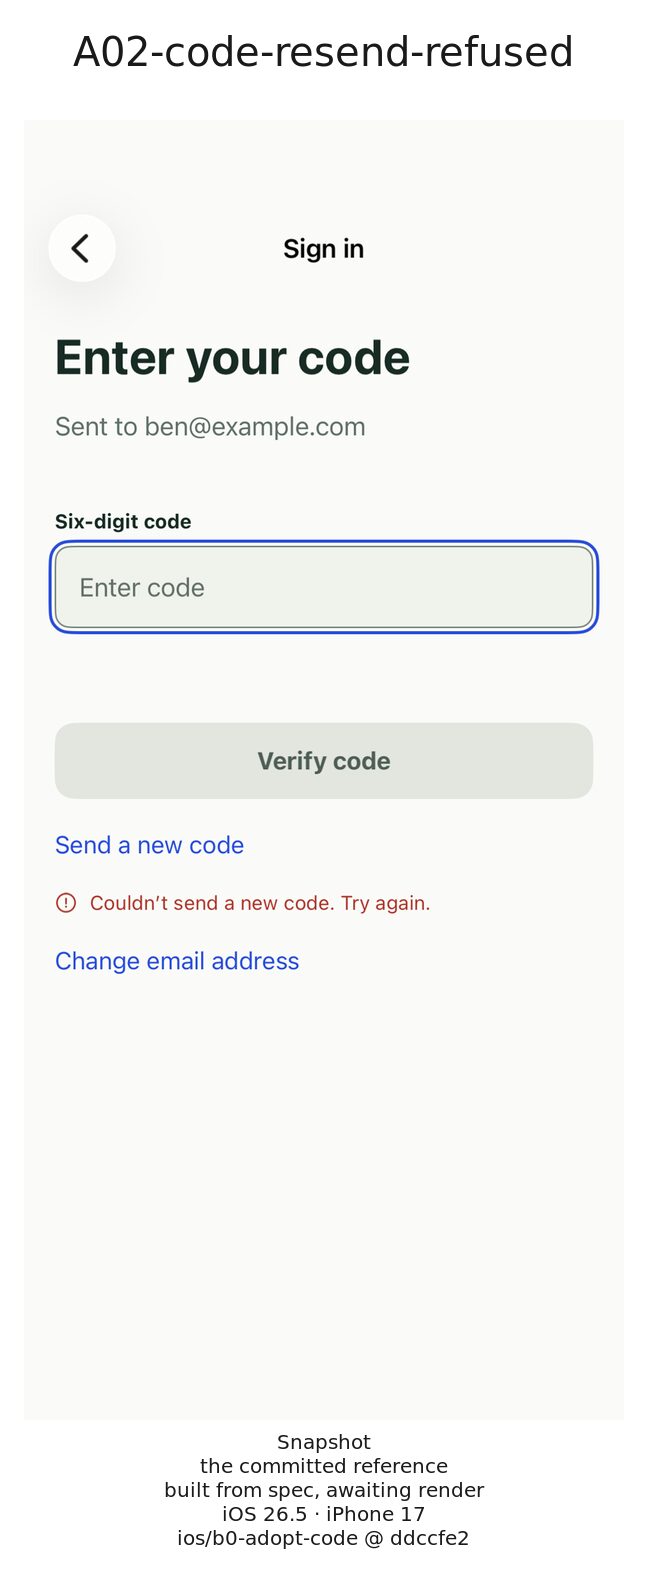 A02-code-resend-refused
Sign in
Enter your code
Sent to ben@example.com
Six-digit code
Enter code
Verify code
Send a new code
Couldn’t send a new code. Try again.
Change email address
Snapshot
the committed reference
built from spec, awaiting render
iOS 26.5 · iPhone 17
ios/b0-adopt-code @ ddccfe2